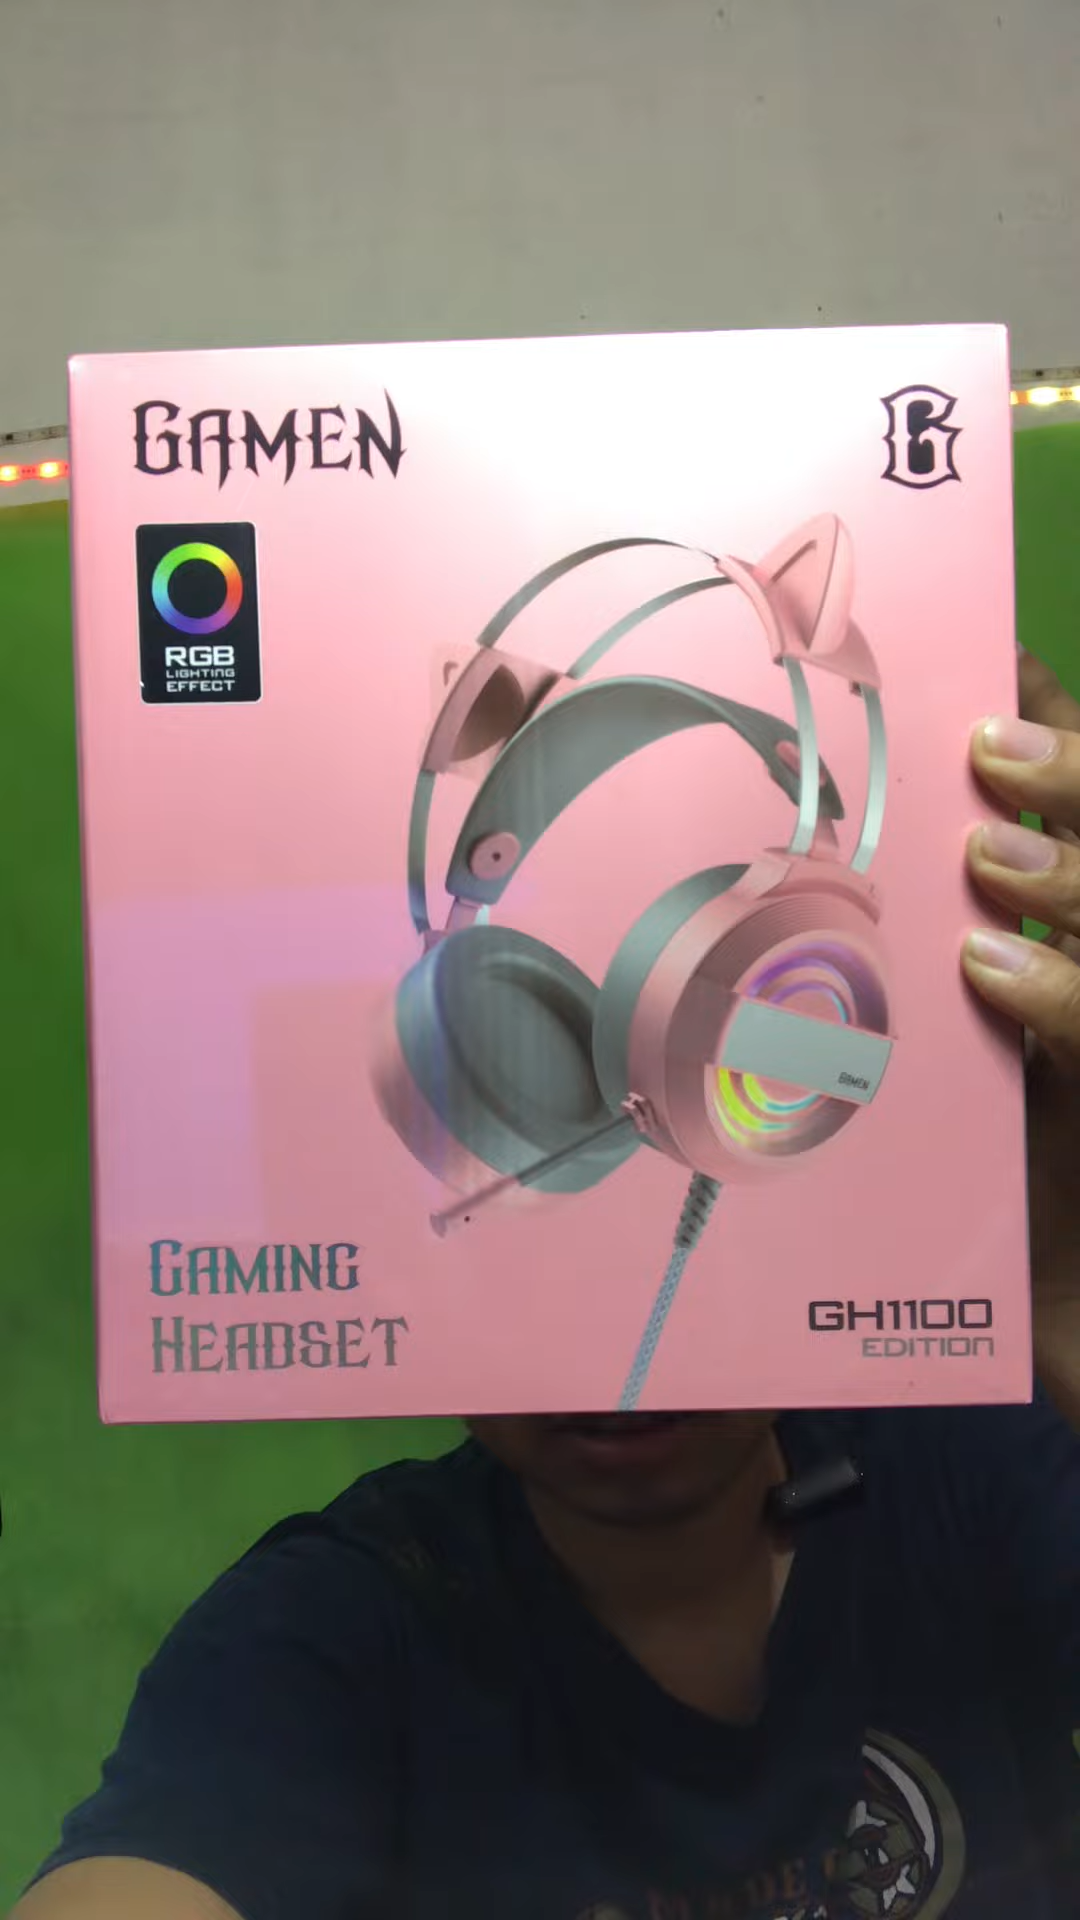 GAMEN
G
RGB
LIGHTING
EFFECT
GAMEN
GAMING
HEADSET
GH1100
EDITION